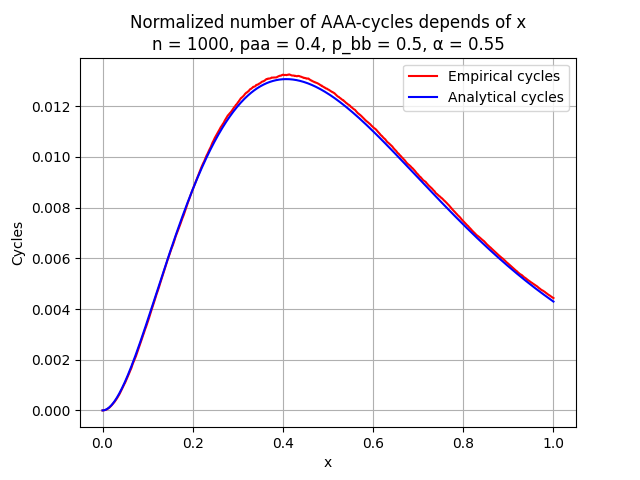 Normalized number of AAA-cycles depends of x
n = 1000, paa = 0.4, p_bb = 0.5, α = 0.55
Empirical cycles
Analytical cycles
Cycles
0.012
0.010
0.008
0.006
0.004
0.002
0.000
0.0 0.2 0.4 0.6 0.8 1.0
x